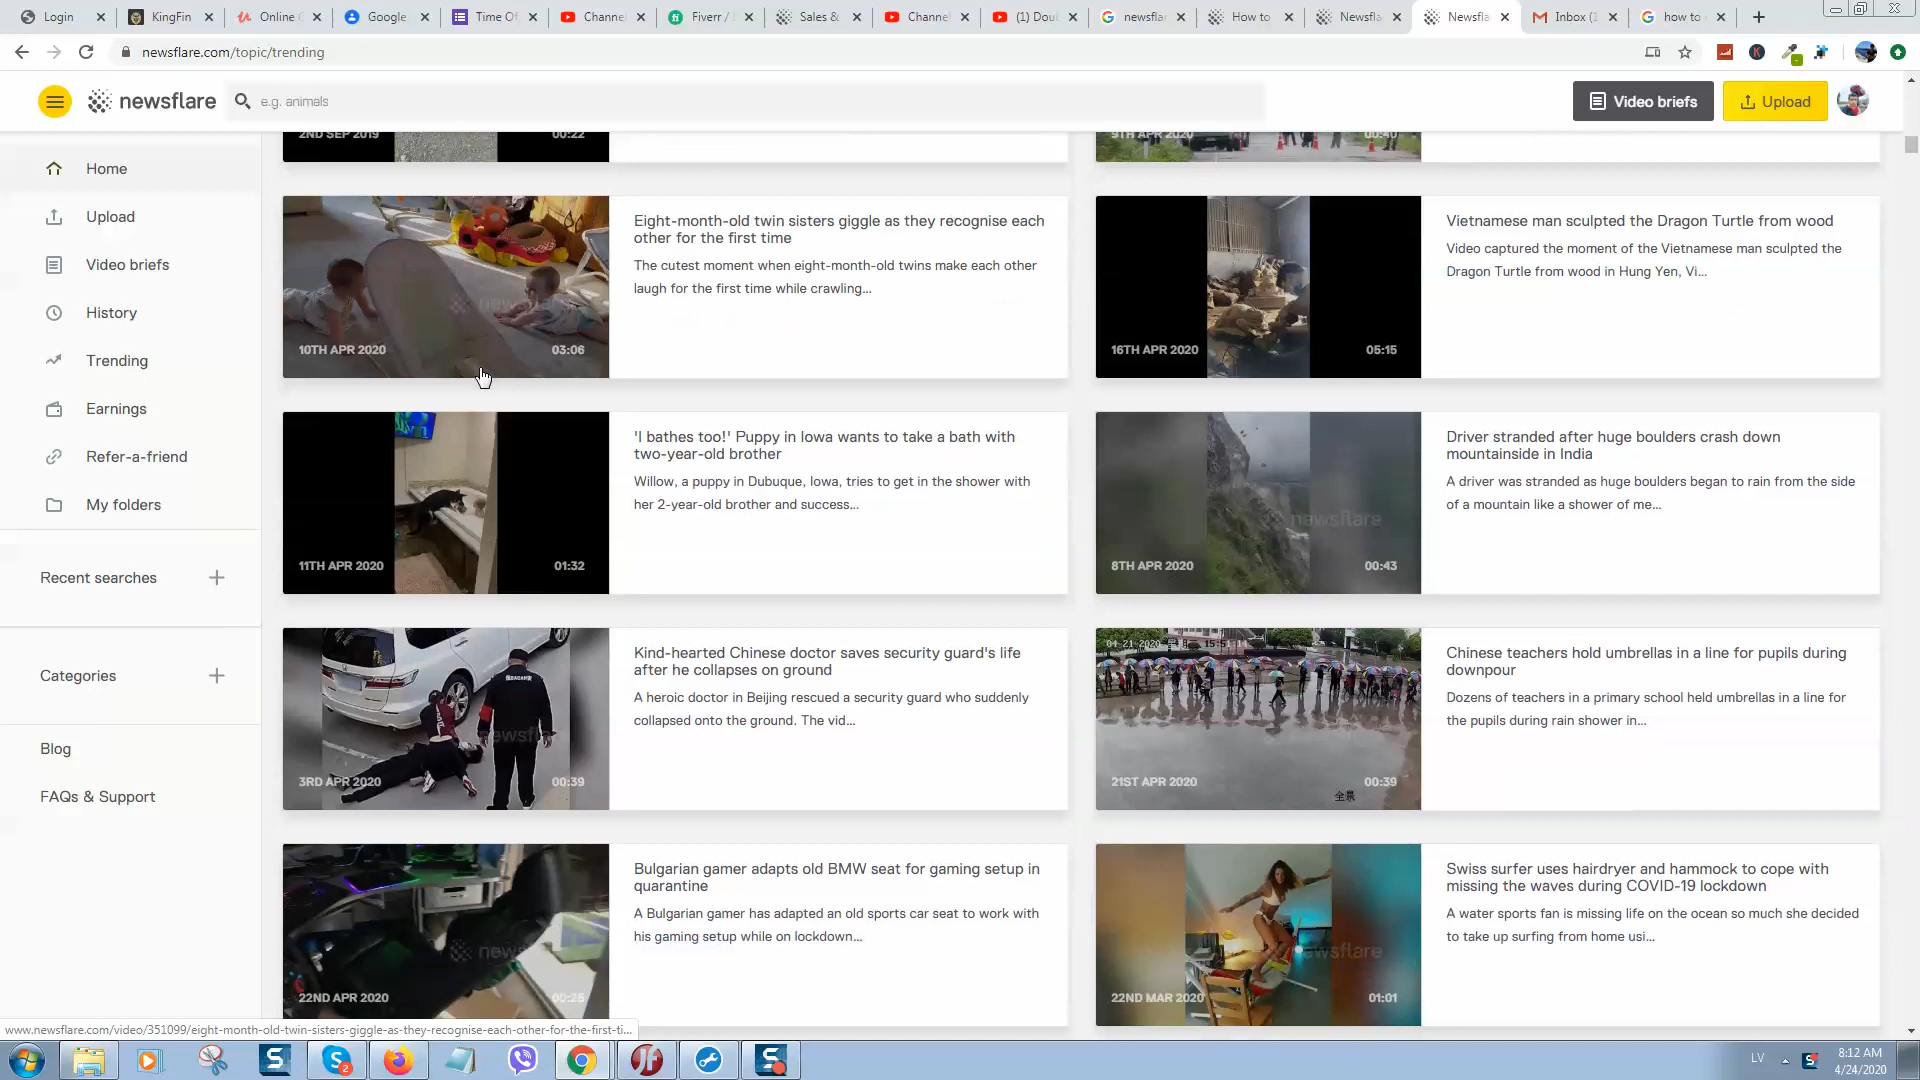 Login
KingFin
Online C
Google
Time Of
Channe
Fiverr /
Sales &
Channel
(1) Dou
newsflar
How to
Newsfla
Newsfla
Inbox (1
how to
newsflare.com/topic/trending
newsflare
e.g. animals
Video briefs
Upload
Home
Upload
Video briefs
History
Trending
Earnings
Refer-a-friend
My folders
Recent searches
Categories
Blog
FAQs & Support
2ND SEP 2019
00:22
9TH APR 2020
00:40
10TH APR 2020
03:06
Eight-month-old twin sisters giggle as they recognise each
other for the first time
The cutest moment when eight-month-old twins make each other
laugh for the first time while crawling...
16TH APR 2020
05:15
Vietnamese man sculpted the Dragon Turtle from wood
Video captured the moment of the Vietnamese man sculpted the
Dragon Turtle from wood in Hung Yen, Vi...
11TH APR 2020
01:32
'I bathes too!' Puppy in Iowa wants to take a bath with
two-year-old brother
Willow, a puppy in Dubuque, Iowa, tries to get in the shower with
her 2-year-old brother and success...
newsflare
8TH APR 2020
00:43
Driver stranded after huge boulders crash down
mountainside in India
A driver was stranded as huge boulders began to rain from the side
of a mountain like a shower of me...
3RD APR 2020
00:39
Kind-hearted Chinese doctor saves security guard's life
after he collapses on ground
A heroic doctor in Beijing rescued a security guard who suddenly
collapsed onto the ground. The vid...
21ST APR 2020
00:39
全景
Chinese teachers hold umbrellas in a line for pupils during
downpour
Dozens of teachers in a primary school held umbrellas in a line for
the pupils during rain shower in...
22ND APR 2020
00:25
Bulgarian gamer adapts old BMW seat for gaming setup in
quarantine
A Bulgarian gamer has adapted an old sports car seat to work with
his gaming setup while on lockdown...
22ND MAR 2020
01:01
Swiss surfer uses hairdryer and hammock to cope with
missing the waves during COVID-19 lockdown
A water sports fan is missing life on the ocean so much she decided
to take up surfing from home usi...
www.newsflare.com/video/351099/eight-month-old-twin-sisters-giggle-as-they-recognise-each-other-for-the-first-ti...
LV
8:12 AM
4/24/2020